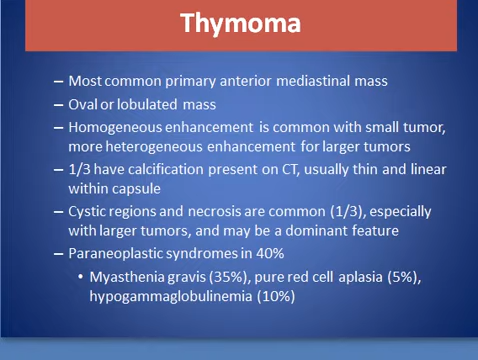 Thymoma
– Most common primary anterior mediastinal mass
– Oval or lobulated mass
– Homogeneous enhancement is common with small tumor,
more heterogeneous enhancement for larger tumors
– 1/3 have calcification present on CT, usually thin and linear
within capsule
– Cystic regions and necrosis are common (1/3), especially
with larger tumors, and may be a dominant feature
– Paraneoplastic syndromes in 40%
• Myasthenia gravis (35%), pure red cell aplasia (5%),
hypogammaglobulinemia (10%)